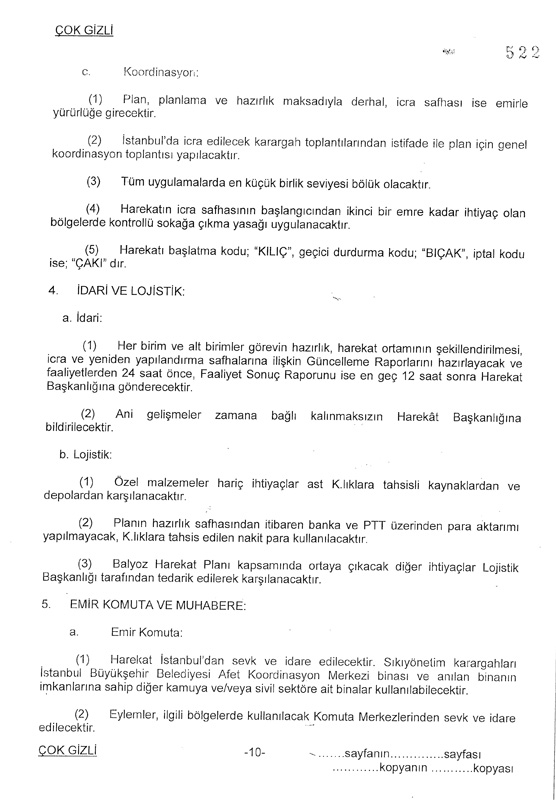 ÇOK GİZLİ
522
c. Koordinasyon:
(1) Plan, planlama ve hazırlık maksadıyla derhal, icra safhası ise emirle
yürürlüğe girecektir.
(2) İstanbul'da icra edilecek karargah toplantılarından istifade ile plan için genel
koordinasyon toplantısı yapılacaktır.
(3) Tüm uygulamalarda en küçük birlik seviyesi bölük olacaktır.
(4) Harekatın icra safhasının başlangıcından ikinci bir emre kadar ihtiyaç olan
bölgelerde kontrollü sokağa çıkma yasağı uygulanacaktır.
(5) Harekatı başlatma kodu; "KILIÇ", geçici durdurma kodu; "BIÇAK", iptal kodu
ise; "ÇAKI" dır.
4. İDARİ VE LOJİSTİK:
a. İdari:
(1) Her birim ve alt birimler görevin hazırlık, harekat ortamının şekillendirilmesi,
icra ve yeniden yapılandırma safhalarına ilişkin Güncelleme Raporlarını hazırlayacak ve
faaliyetlerden 24 saat önce, Faaliyet Sonuç Raporunu ise en geç 12 saat sonra Harekat
Başkanlığına gönderecektir.
(2) Ani gelişmeler zamana bağlı kalınmaksızın Harekât Başkanlığına
bildirilecektir.
b. Lojistik:
(1) Özel malzemeler hariç ihtiyaçlar ast K.lıklara tahsisli kaynaklardan ve
depolardan karşılanacaktır.
(2) Planın hazırlık safhasından itibaren banka ve PTT üzerinden para aktarımı
yapılmayacak, K.lıklara tahsis edilen nakit para kullanılacaktır.
(3) Balyoz Harekat Planı kapsamında ortaya çıkacak diğer ihtiyaçlar Lojistik
Başkanlığı tarafından tedarik edilerek karşılanacaktır.
5. EMİR KOMUTA VE MUHABERE:
a. Emir Komuta:
(1) Harekat İstanbul'dan sevk ve idare edilecektir. Sıkıyönetim karargahları
İstanbul Büyükşehir Belediyesi Afet Koordinasyon Merkezi binası ve anılan binanın
imkanlarına sahip diğer kamuya ve/veya sivil sektöre ait binalar kullanılabilecektir.
(2) Eylemler, ilgili bölgelerde kullanılacak Komuta Merkezlerinden sevk ve idare
edilecektir.
ÇOK GİZLİ -10- .......sayfanın..............sayfası
............kopyanın ...........kopyası